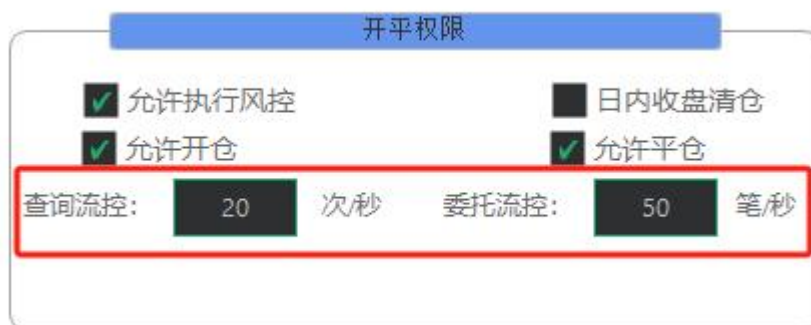 开平权限
允许执行风控 日内收盘清仓
允许开仓 允许平仓
查询流控： 20 次/秒 委托流控： 50 笔/秒